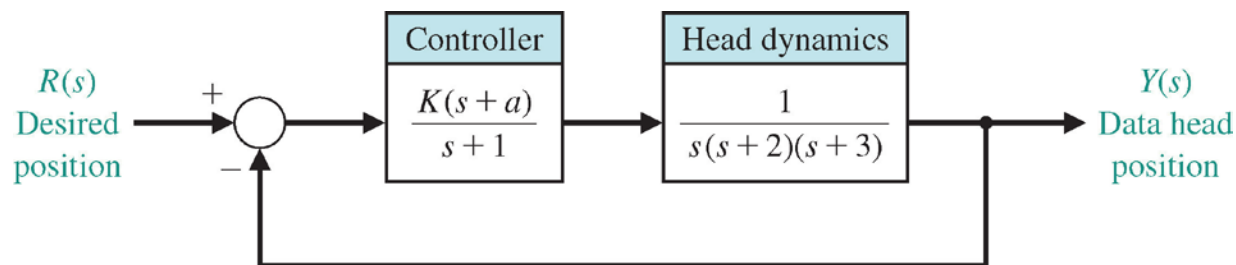 Controller
Head dynamics
R(s)
Desired
position
+
−
K(s + a)
s + 1
1
s(s + 2)(s + 3)
Y(s)
Data head
position